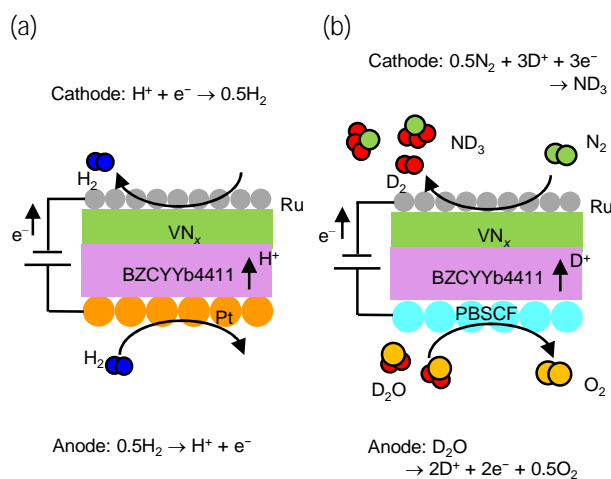 (a)
Cathode: H⁺ + e⁻ → 0.5H₂
H₂
Ru
VNₓ
e⁻
H⁺
BZCYYb4411
Pt
H₂
Anode: 0.5H₂ → H⁺ + e⁻
(b)
Cathode: 0.5N₂ + 3D⁺ + 3e⁻
→ ND₃
ND₃
N₂
D₂
Ru
VNₓ
e⁻
D⁺
BZCYYb4411
PBSCF
D₂O
O₂
Anode: D₂O
→ 2D⁺ + 2e⁻ + 0.5O₂